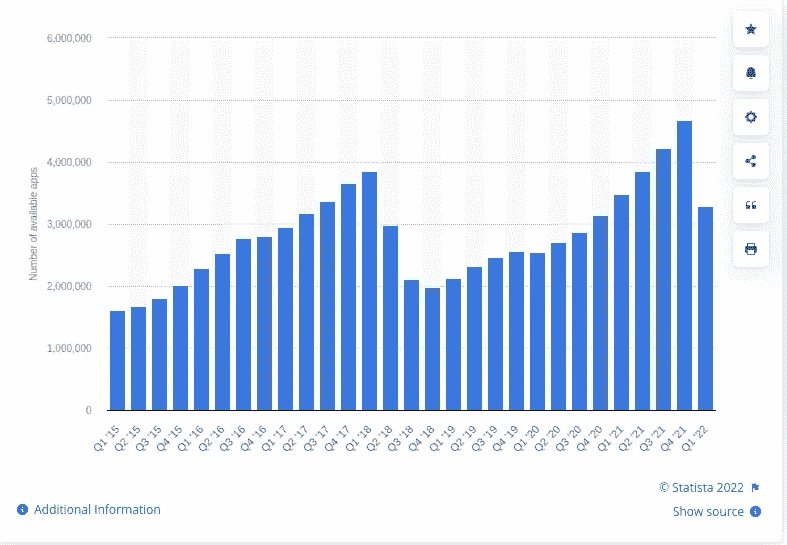 6,000,000
5,000,000
4,000,000
3,000,000
2,000,000
1,000,000
0
Number of available apps
Q1 '15
Q2 '15
Q3 '15
Q4 '15
Q1 '16
Q2 '16
Q3 '16
Q4 '16
Q1 '17
Q2 '17
Q3 '17
Q4 '17
Q1 '18
Q2 '18
Q3 '18
Q4 '18
Q1 '19
Q2 '19
Q3 '19
Q4 '19
Q1 '20
Q2 '20
Q3 '20
Q4 '20
Q1 '21
Q2 '21
Q3 '21
Q4 '21
Q1 '22
© Statista 2022
Additional Information
Show source